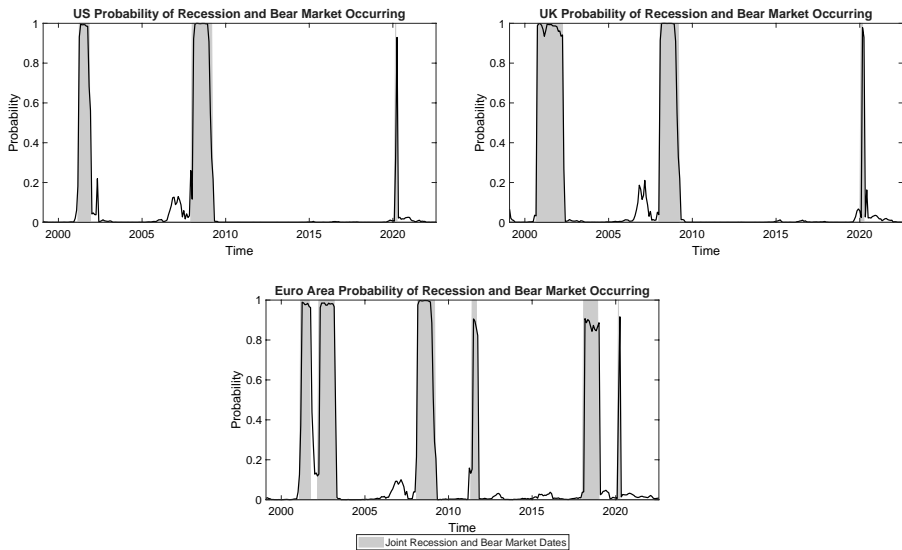 US Probability of Recession and Bear Market Occurring
1
0.8
0.6
0.4
0.2
0
Probability
2000 2005 2010 2015 2020
Time
UK Probability of Recession and Bear Market Occurring
1
0.8
0.6
0.4
0.2
0
Probability
2000 2005 2010 2015 2020
Time
Euro Area Probability of Recession and Bear Market Occurring
1
0.8
0.6
0.4
0.2
0
Probability
2000 2005 2010 2015 2020
Time
Joint Recession and Bear Market Dates